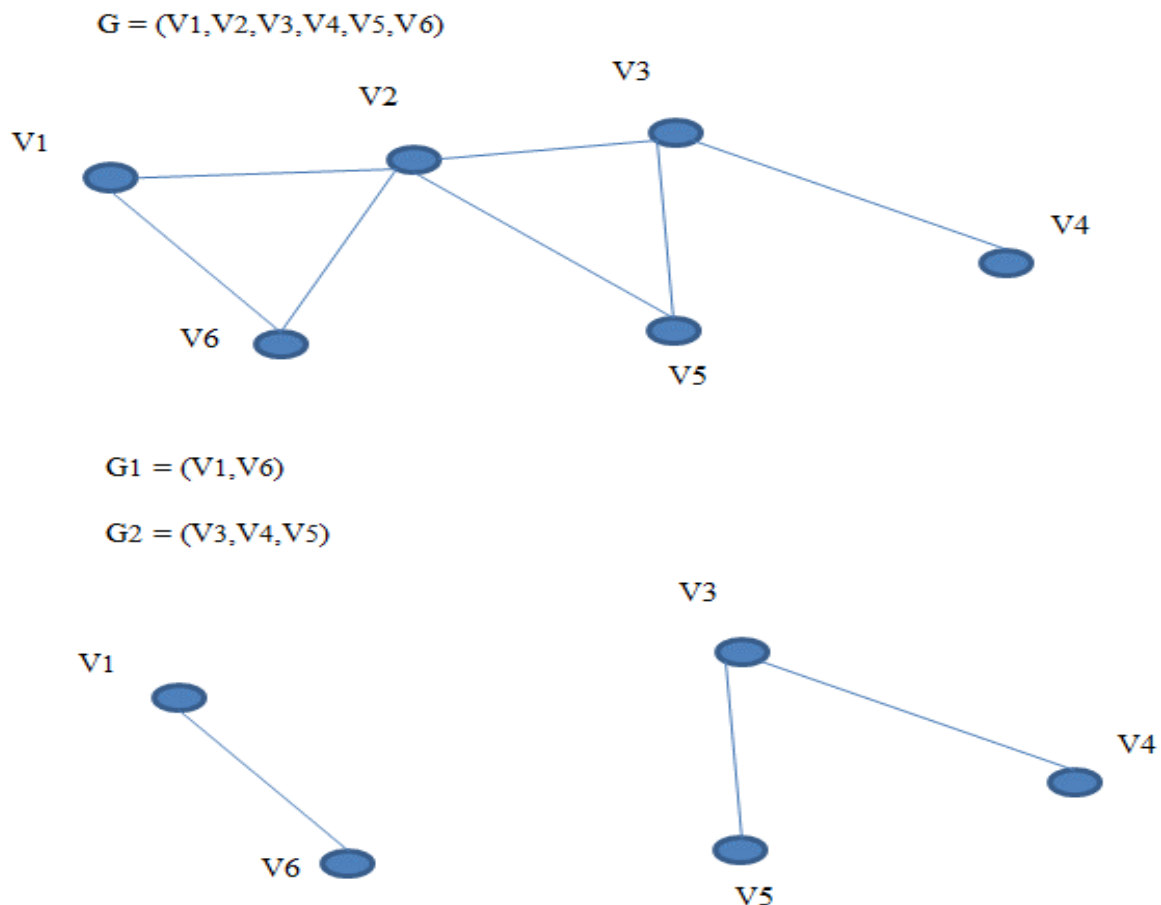 G = (V1,V2,V3,V4,V5,V6)
V3
V2
V1
V4
V6
V5
G1 = (V1,V6)
G2 = (V3,V4,V5)
V3
V1
V4
V6
V5